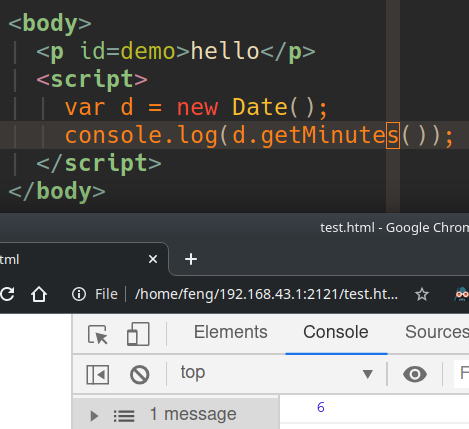 <body>
<p id=demo>hello</p>
<script>
var d = new Date();
console.log(d.getMinutes());
</script>
</body>
test.html - Google Chrom
tml
File /home/feng/192.168.43.1:2121/test.ht...
Elements Console Sources
top F
1 message 6